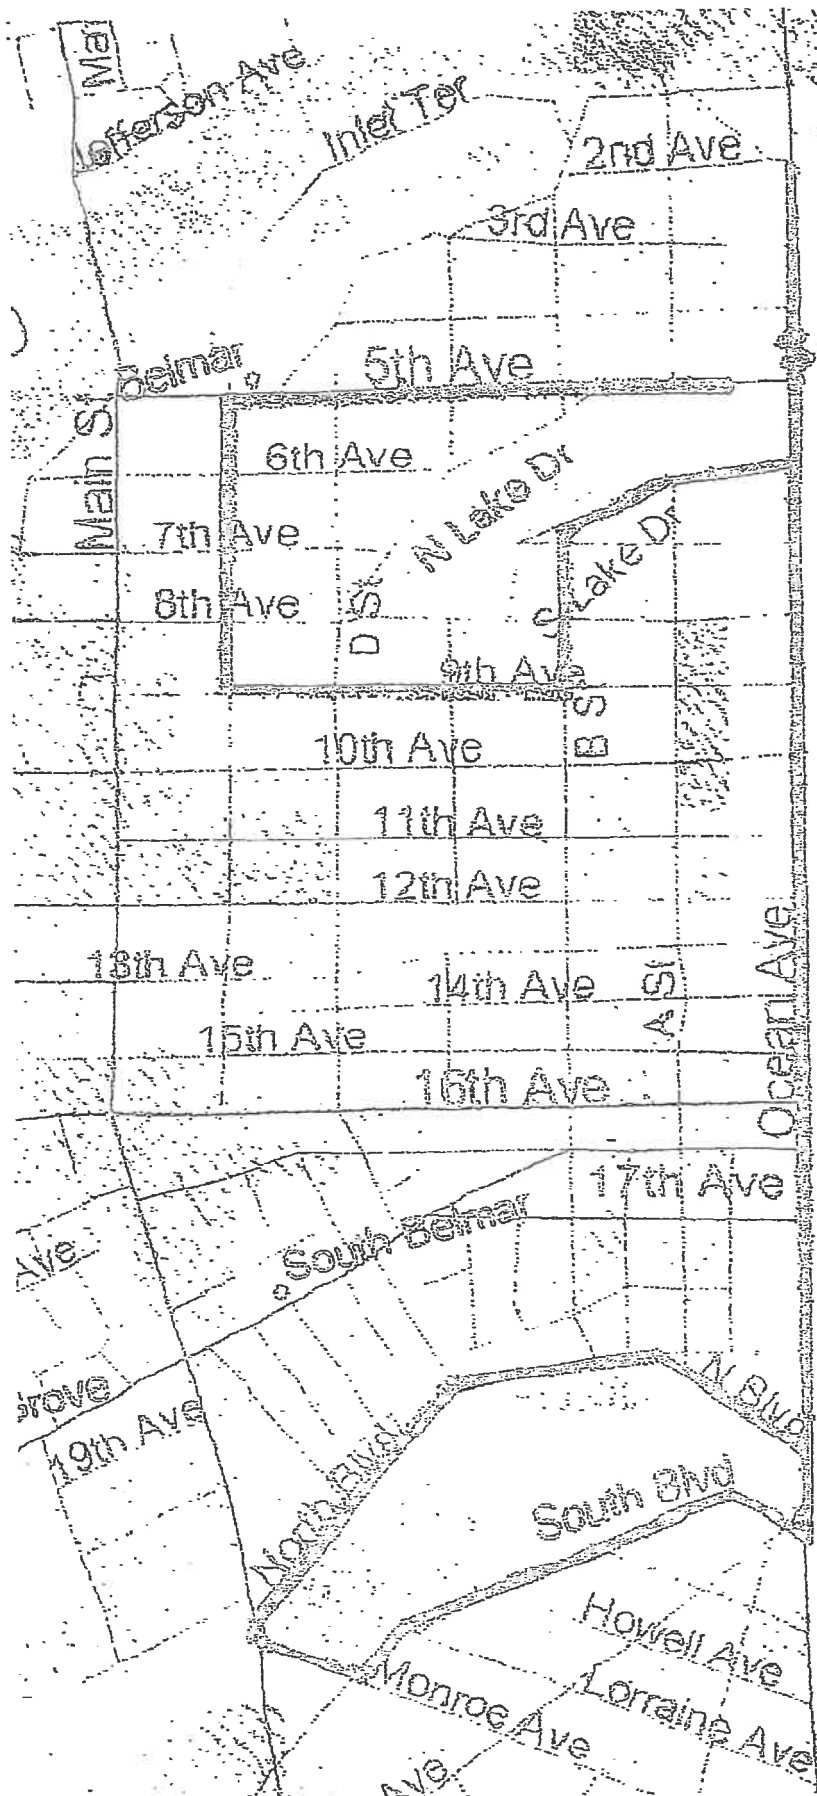 Mai
Jefferson Ave
Inlet Ter
2nd Ave
3rd Ave
Belmar
5th Ave
Main St
6th Ave
N Lake Dr
7th Ave
S Lake Dr
8th Ave
D St
9th Ave
B St
10th Ave
11th Ave
12th Ave
13th Ave
14th Ave
A St
Ocean Ave
15th Ave
16th Ave
17th Ave
South Belmar
Ave
N Blvd
rove
19th Ave
North Blvd
South Blvd
Howell Ave
Monroe Ave
Lorraine Ave
Ave